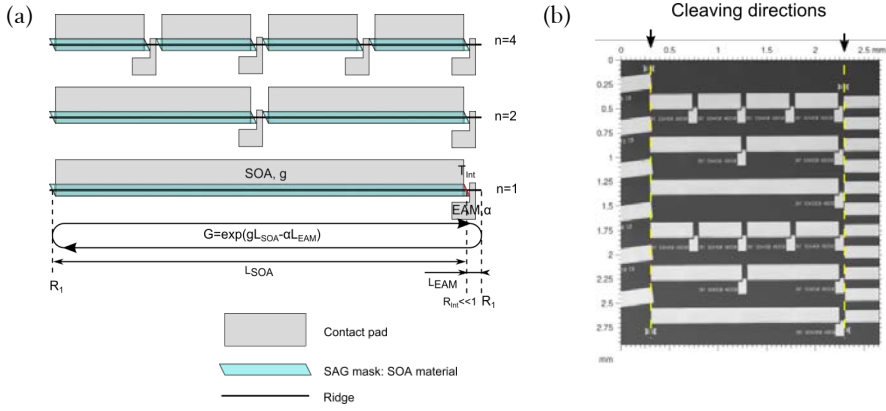 (a)
n=4
n=2
SOA, g
T_Int
n=1
EAM, α
G=exp(gL_SOA-αL_EAM)
L_SOA
L_EAM
R_1
R_Int<<1
R_1
Contact pad
SAG mask: SOA material
Ridge
(b)
Cleaving directions
0 0.5 1 1.5 2 2.5 mm
0
0.25
0.5
0.75
1
1.25
1.5
1.75
2
2.25
2.5
2.75
mm